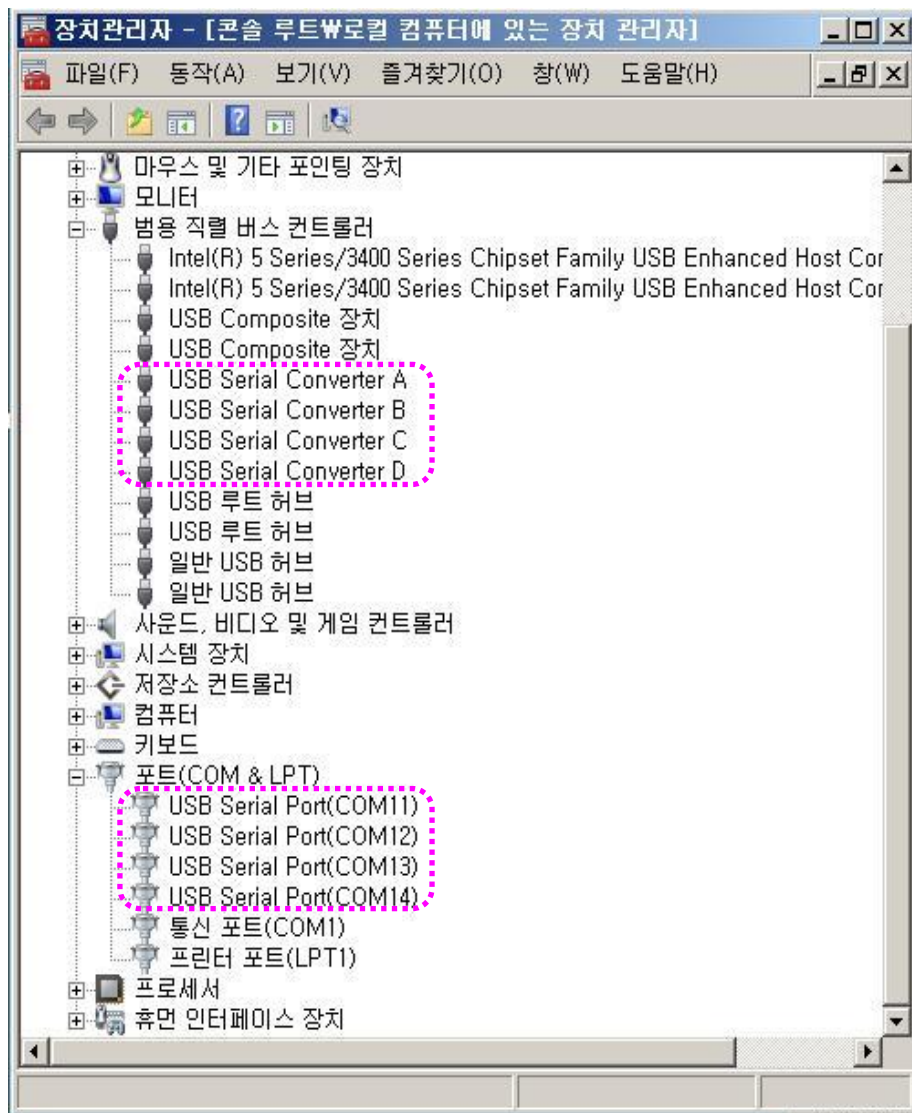 장치관리자 - [콘솔 루트₩로컬 컴퓨터에 있는 장치 관리자]
파일(F) 동작(A) 보기(V) 즐겨찾기(O) 창(W) 도움말(H)
마우스 및 기타 포인팅 장치
모니터
범용 직렬 버스 컨트롤러
Intel(R) 5 Series/3400 Series Chipset Family USB Enhanced Host Cor
Intel(R) 5 Series/3400 Series Chipset Family USB Enhanced Host Cor
USB Composite 장치
USB Composite 장치
USB Serial Converter A
USB Serial Converter B
USB Serial Converter C
USB Serial Converter D
USB 루트 허브
USB 루트 허브
일반 USB 허브
일반 USB 허브
사운드, 비디오 및 게임 컨트롤러
시스템 장치
저장소 컨트롤러
컴퓨터
키보드
포트(COM & LPT)
USB Serial Port(COM11)
USB Serial Port(COM12)
USB Serial Port(COM13)
USB Serial Port(COM14)
통신 포트(COM1)
프린터 포트(LPT1)
프로세서
휴먼 인터페이스 장치